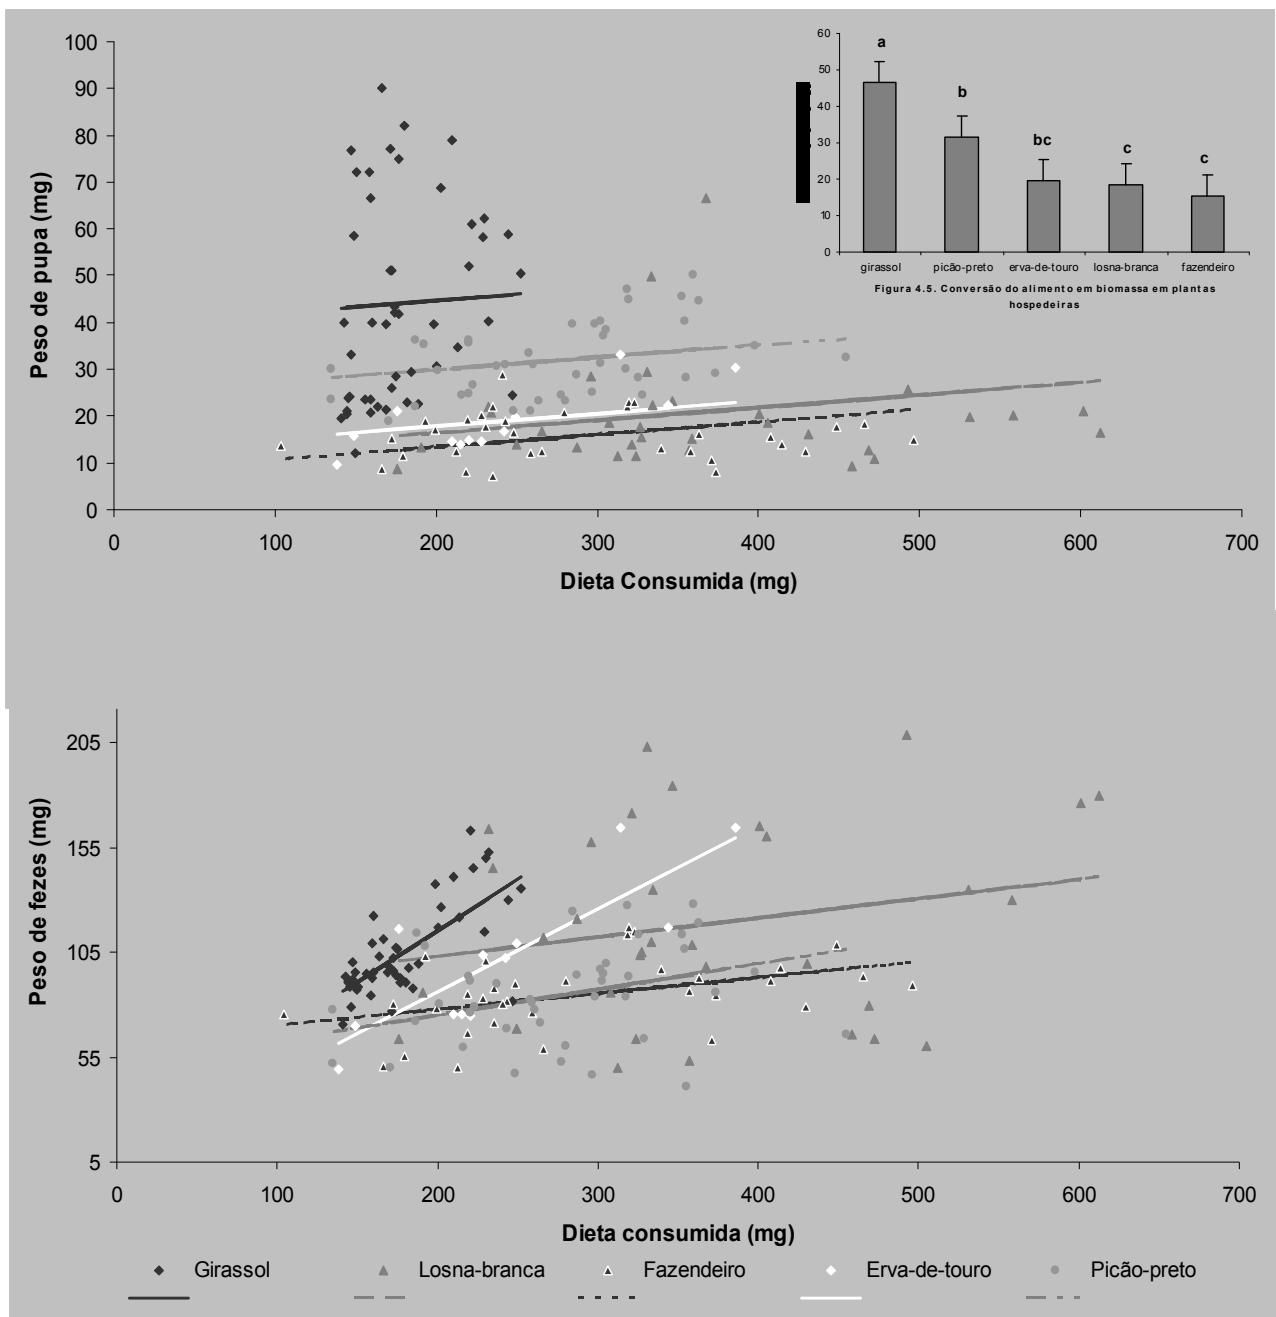 100
90
80
70
60
50
40
30
20
10
0
Peso de pupa (mg)
0 100 200 300 400 500 600 700
Dieta Consumida (mg)
60
50
40
30
20
10
0
a
b
bc
c
c
girassol picão-preto erva-de-touro losna-branca fazendeiro
Figura 4.5. Conversão do alimento em biomassa em plantas
hospedeiras
205
155
105
55
5
Peso de fezes (mg)
0 100 200 300 400 500 600 700
Dieta consumida (mg)
Girassol Losna-branca Fazendeiro Erva-de-touro Picão-preto